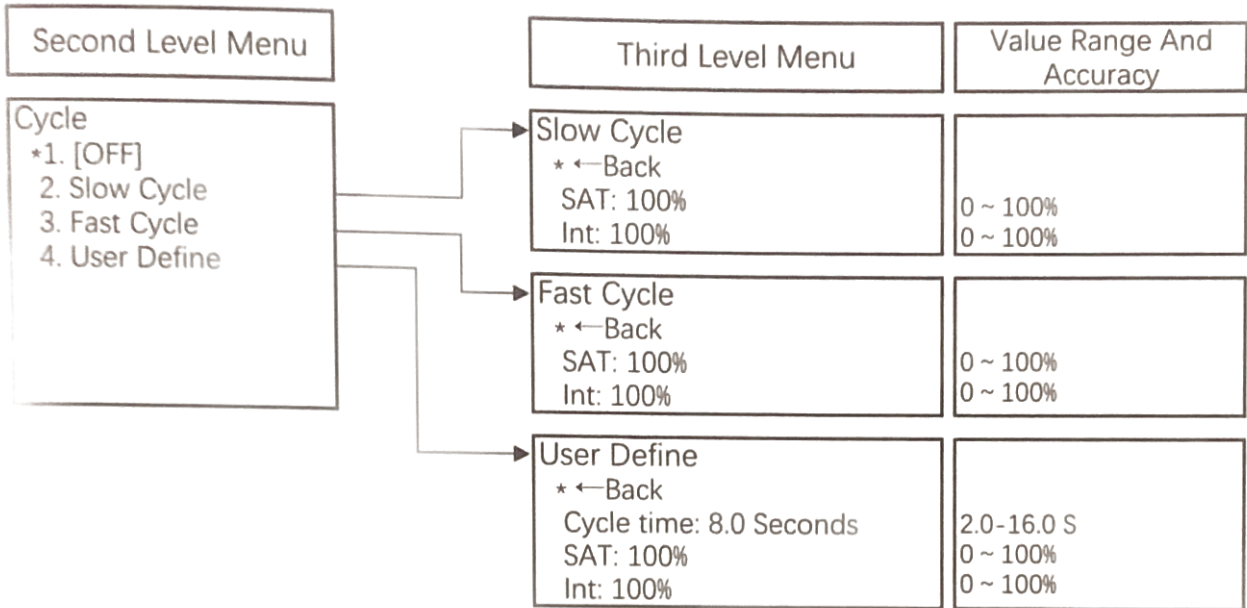 Second Level Menu
Third Level Menu
Value Range And
Accuracy
Cycle
*1. [OFF]
2. Slow Cycle
3. Fast Cycle
4. User Define
Slow Cycle
* ←Back
SAT: 100%
Int: 100%
0 ~ 100%
0 ~ 100%
Fast Cycle
* ←Back
SAT: 100%
Int: 100%
0 ~ 100%
0 ~ 100%
User Define
* ←Back
Cycle time: 8.0 Seconds
SAT: 100%
Int: 100%
2.0-16.0 S
0 ~ 100%
0 ~ 100%